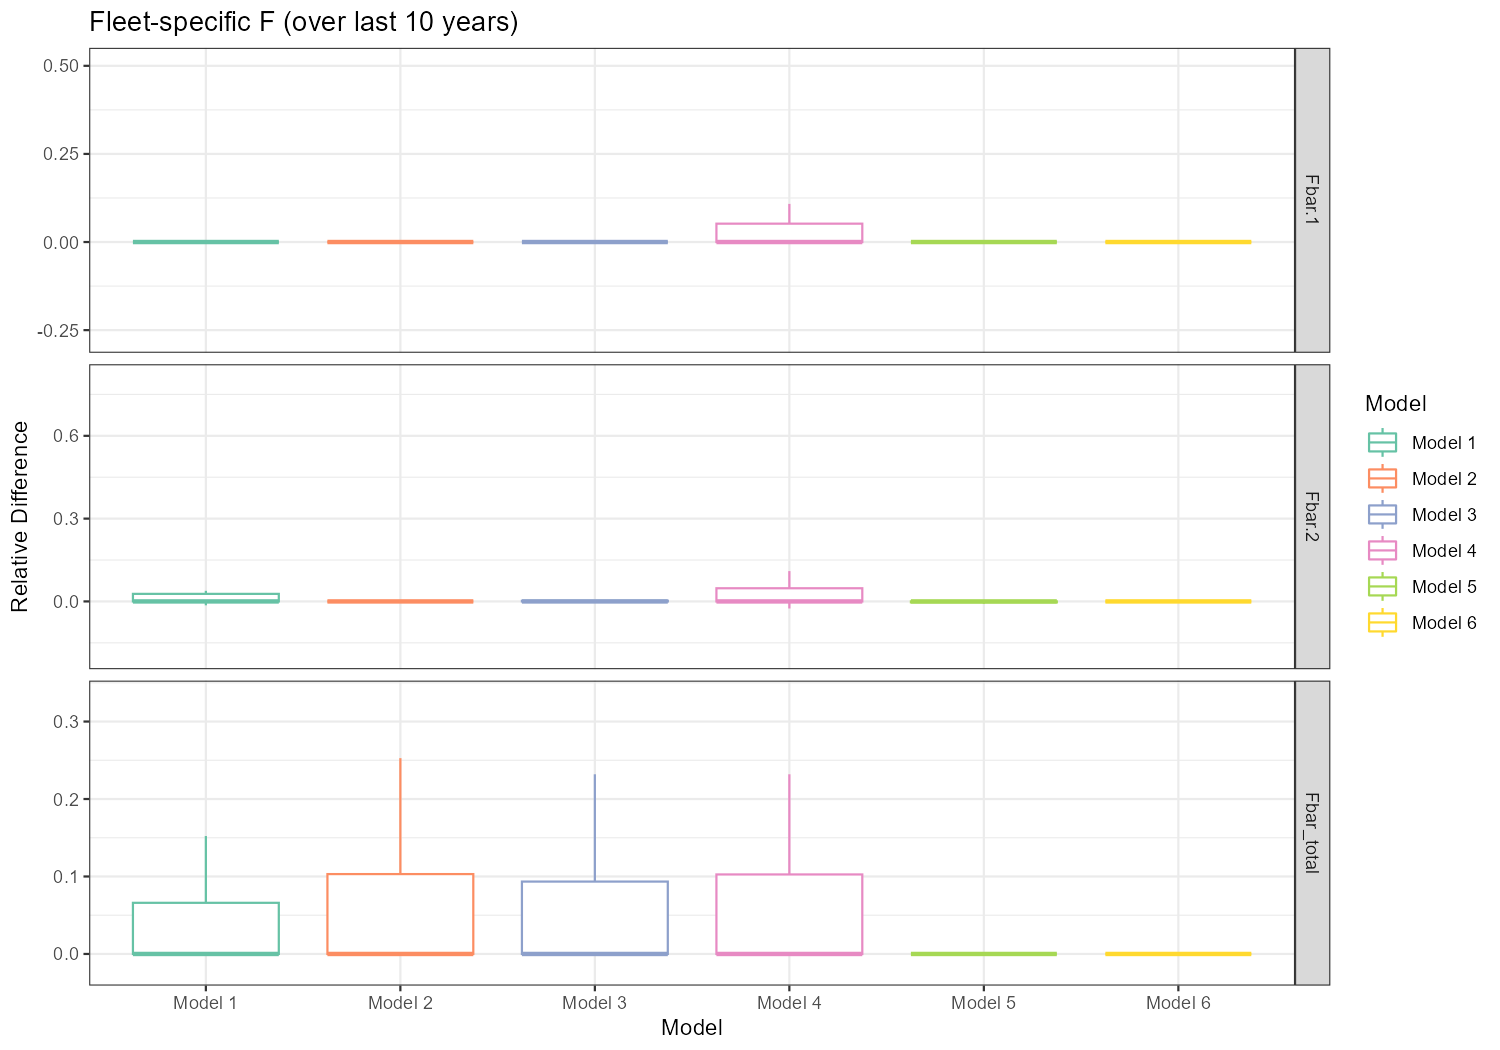 Fleet-specific F (over last 10 years)
0.50
0.25
0.00
-0.25
Fbar.1
0.6
0.3
0.0
Fbar.2
0.3
0.2
0.1
0.0
Fbar_total
Relative Difference
Model 1
Model 2
Model 3
Model 4
Model 5
Model 6
Model
Model
Model 1
Model 2
Model 3
Model 4
Model 5
Model 6